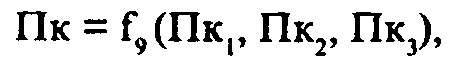 Пк = f₉(Пк₁, Пк₂, Пк₃),